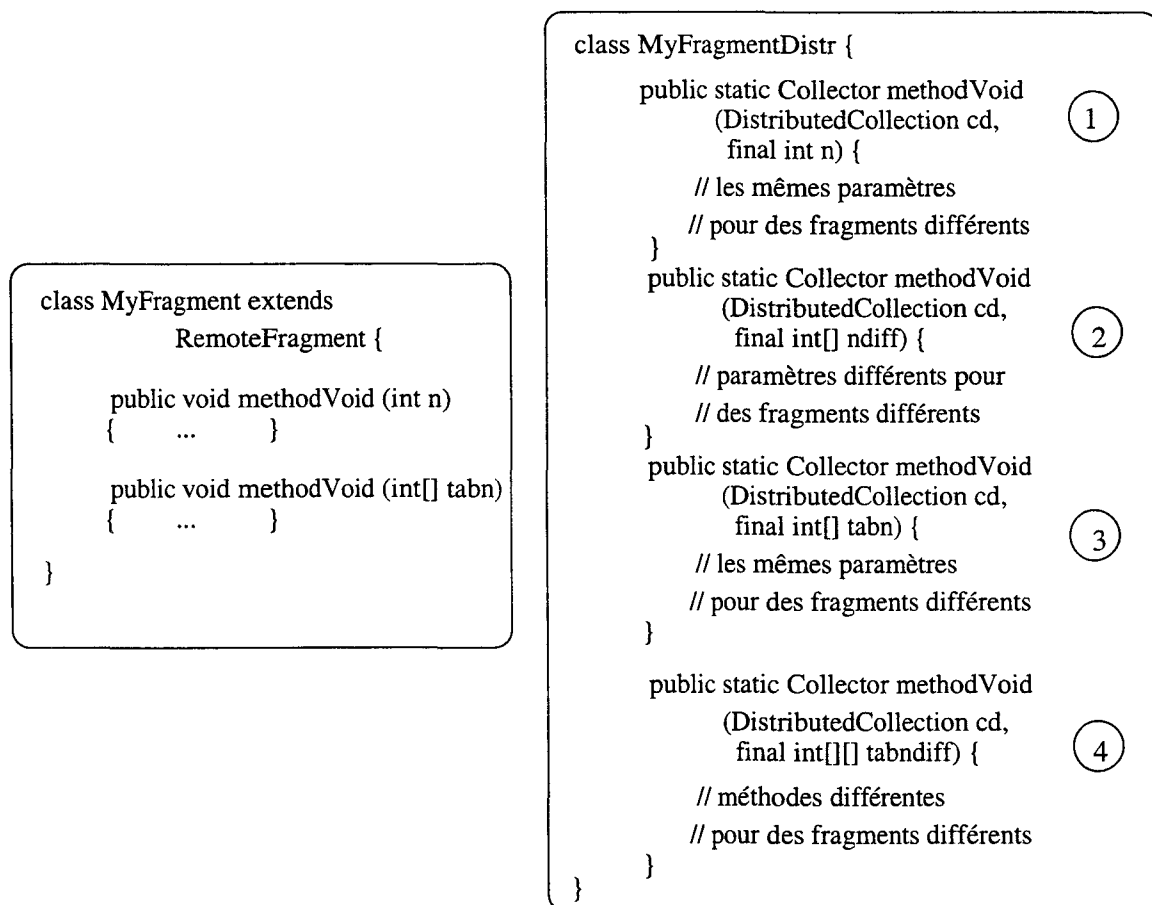 class MyFragment extends
RemoteFragment {
public void methodVoid (int n)
{ ... }
public void methodVoid (int[] tabn)
{ ... }
}
class MyFragmentDistr {
public static Collector methodVoid
(DistributedCollection cd,
final int n) {
1
// les mêmes paramètres
// pour des fragments différents
}
public static Collector methodVoid
(DistributedCollection cd,
final int[] ndiff) {
2
// paramètres différents pour
// des fragments différents
}
public static Collector methodVoid
(DistributedCollection cd,
final int[] tabn) {
3
// les mêmes paramètres
// pour des fragments différents
}
public static Collector methodVoid
(DistributedCollection cd,
final int[][] tabndiff) {
4
// méthodes différentes
// pour des fragments différents
}
}